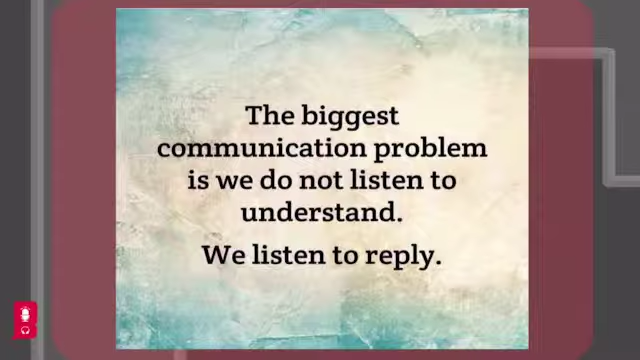 The biggest
communication problem
is we do not listen to
understand.
We listen to reply.